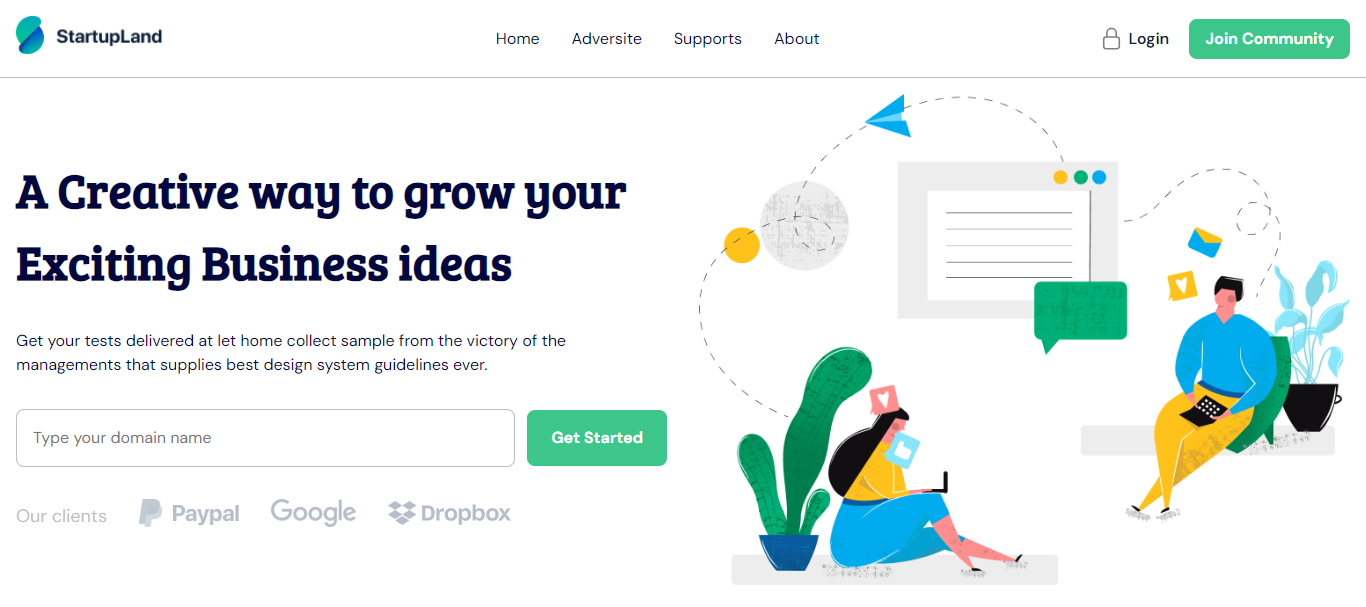 StartupLand
Home Adversite Supports About
Login
Join Community
A Creative way to grow your
Exciting Business ideas
Get your tests delivered at let home collect sample from the victory of the
managements that supplies best design system guidelines ever.
Type your domain name
Get Started
Our clients
Paypal
Google
Dropbox